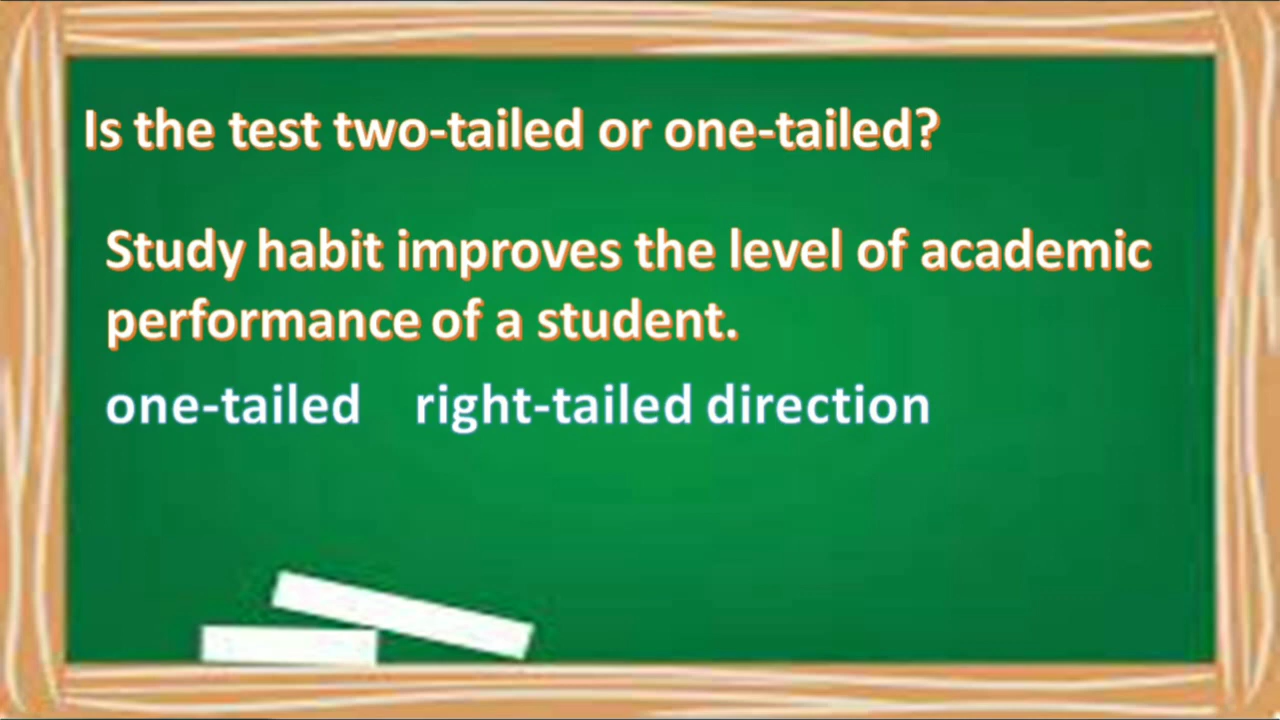 Is the test two-tailed or one-tailed?
Study habit improves the level of academic
performance of a student.
one-tailed right-tailed direction